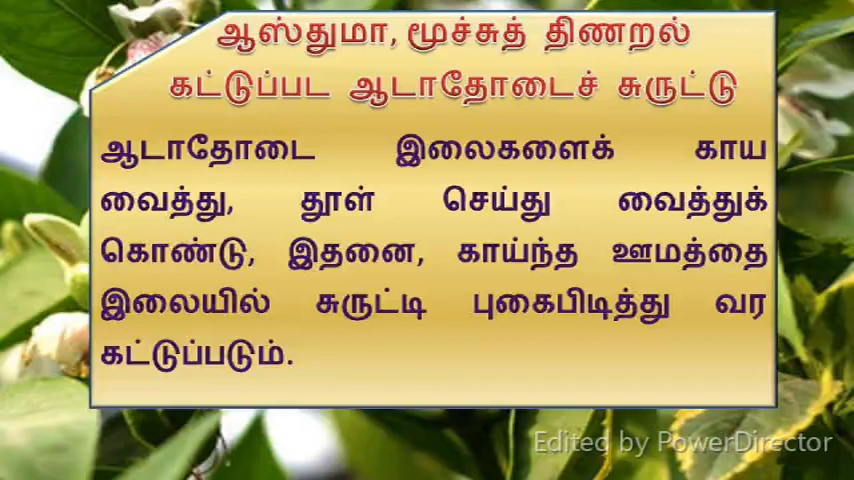 ஆஸ்துமா, மூச்சுத் திணறல்
கட்டுப்பட ஆடாதோடைச் சுருட்டு
ஆடாதோடை இலைகளைக் காய
வைத்து, தூள் செய்து வைத்துக்
கொண்டு, இதனை, காய்ந்த ஊமத்தை
இலையில் சுருட்டி புகைபிடித்து வர
கட்டுப்படும்.
Edited by PowerDirector